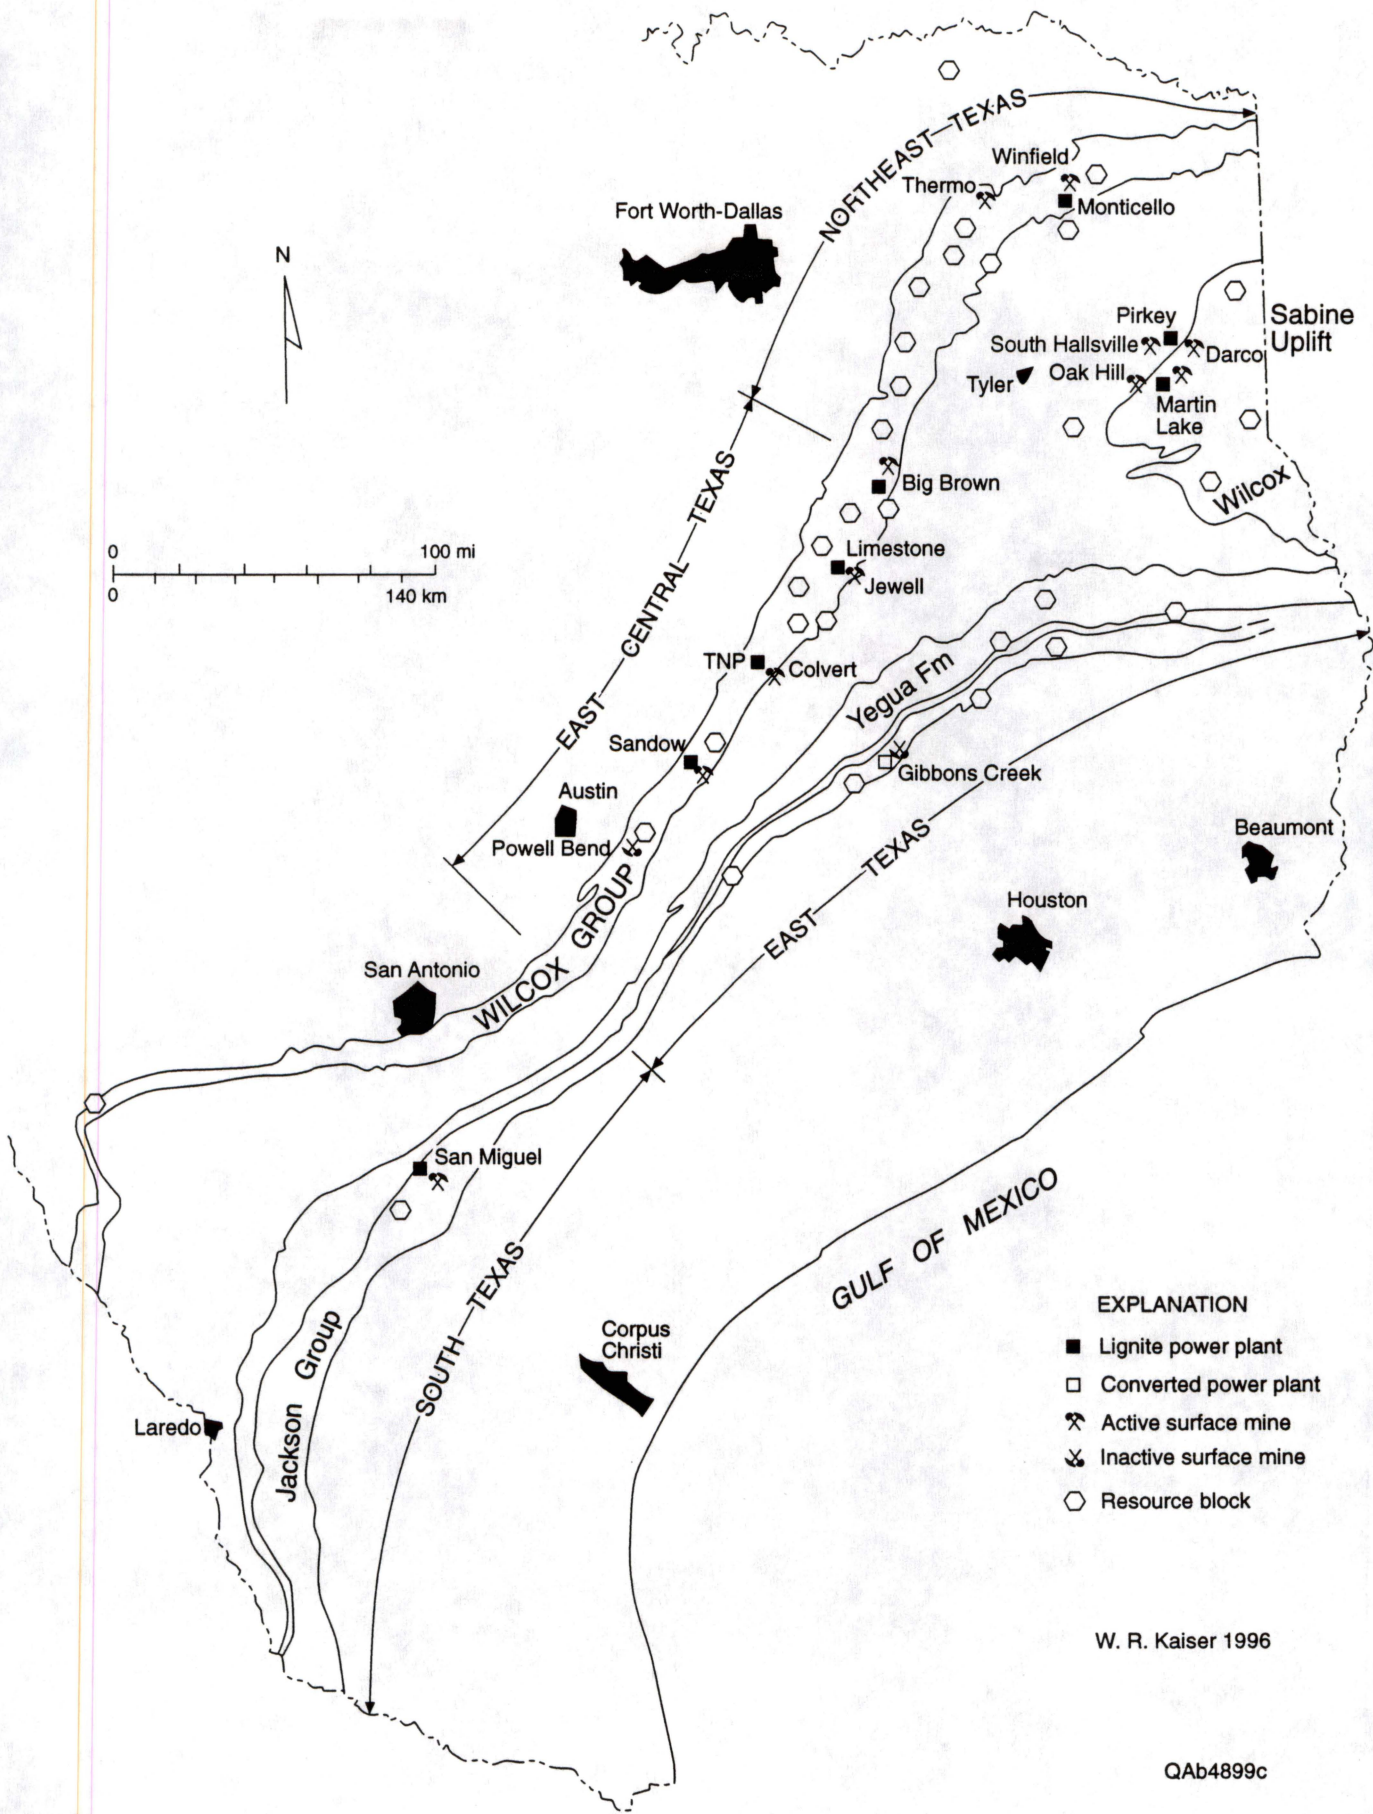 NORTHEAST TEXAS
Winfield
Thermo
Monticello
Fort Worth-Dallas
N
Sabine
Uplift
Pirkey
South Hallsville
Darco
Tyler
Oak Hill
Martin
Lake
EAST CENTRAL TEXAS
Big Brown
Wilcox
0 100 mi
0 140 km
Limestone
Jewell
TNP
Colvert
Yegua Fm
Sandow
Gibbons Creek
Austin
Powell Bend
Beaumont
EAST TEXAS
Houston
WILCOX GROUP
San Antonio
San Miguel
SOUTH TEXAS
GULF OF MEXICO
Jackson Group
Corpus
Christi
Laredo
EXPLANATION
Lignite power plant
Converted power plant
Active surface mine
Inactive surface mine
Resource block
W. R. Kaiser 1996
QAb4899c